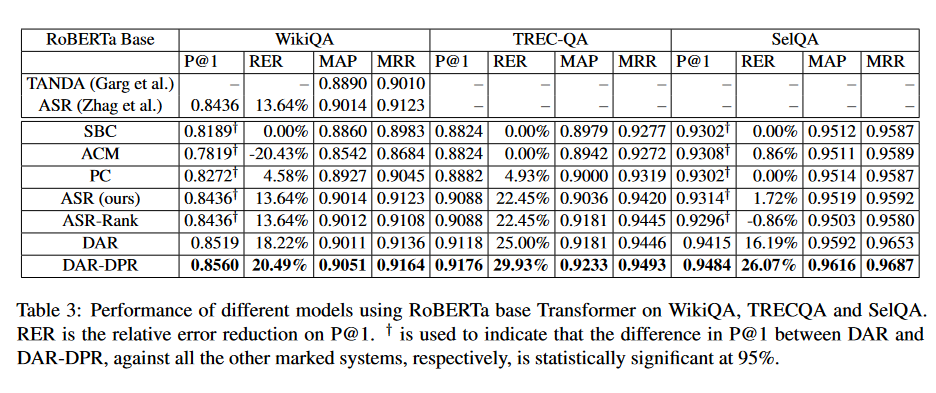 RoBERTa Base WikiQA TREC-QA SelQA
P@1 RER MAP MRR P@1 RER MAP MRR P@1 RER MAP MRR
TANDA (Garg et al.) – – 0.8890 0.9010 – – – – – – – –
ASR (Zhag et al.) 0.8436 13.64% 0.9014 0.9123 – – – – – – – –
SBC 0.8189† 0.00% 0.8860 0.8983 0.8824 0.00% 0.8979 0.9277 0.9302† 0.00% 0.9512 0.9587
ACM 0.7819† -20.43% 0.8542 0.8684 0.8824 0.00% 0.8942 0.9272 0.9308† 0.86% 0.9511 0.9589
PC 0.8272† 4.58% 0.8927 0.9045 0.8882 4.93% 0.9000 0.9319 0.9302† 0.00% 0.9514 0.9587
ASR (ours) 0.8436† 13.64% 0.9014 0.9123 0.9088 22.45% 0.9036 0.9420 0.9314† 1.72% 0.9519 0.9592
ASR-Rank 0.8436† 13.64% 0.9012 0.9108 0.9088 22.45% 0.9181 0.9445 0.9296† -0.86% 0.9503 0.9580
DAR 0.8519 18.22% 0.9011 0.9136 0.9118 25.00% 0.9181 0.9446 0.9415 16.19% 0.9592 0.9653
DAR-DPR 0.8560 20.49% 0.9051 0.9164 0.9176 29.93% 0.9233 0.9493 0.9484 26.07% 0.9616 0.9687
Table 3: Performance of different models using RoBERTa base Transformer on WikiQA, TRECQA and SelQA.
RER is the relative error reduction on P@1. † is used to indicate that the difference in P@1 between DAR and
DAR-DPR, against all the other marked systems, respectively, is statistically significant at 95%.